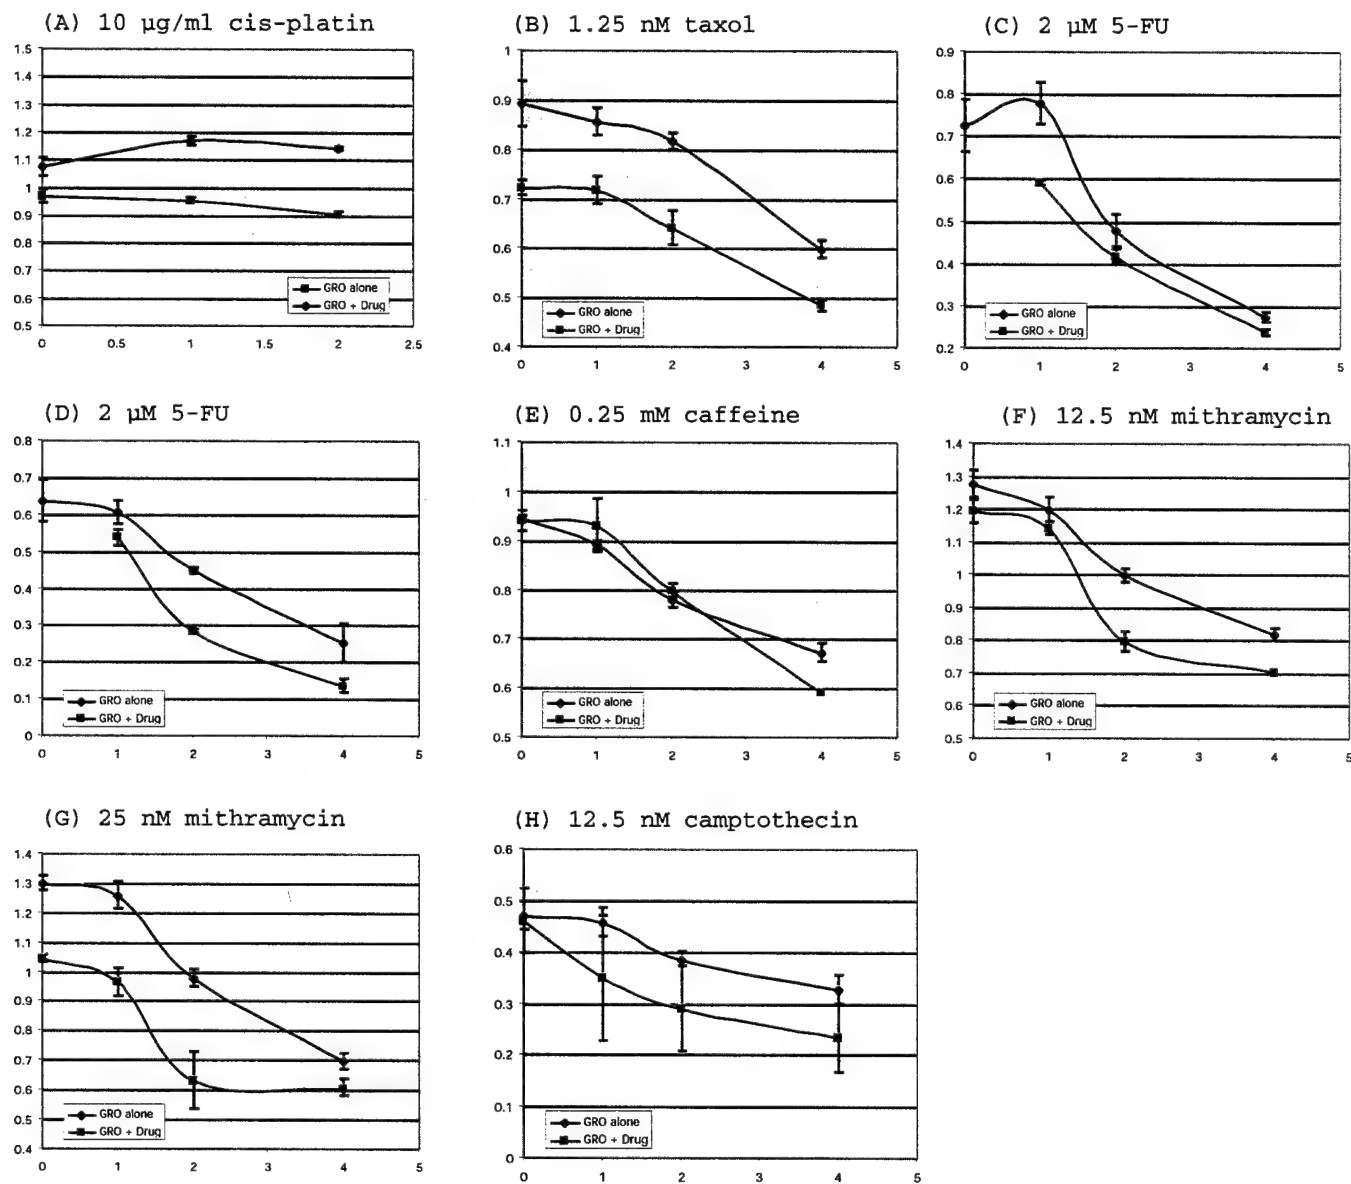 (A) 10 µg/ml cis-platin
1.5
1.4
1.3
1.2
1.1
1
0.9
0.8
0.7
0.6
0.5
0 0.5 1 1.5 2 2.5
GRO alone
GRO + Drug
(B) 1.25 nM taxol
1
0.9
0.8
0.7
0.6
0.5
0.4
0 1 2 3 4 5
GRO alone
GRO + Drug
(C) 2 µM 5-FU
0.9
0.8
0.7
0.6
0.5
0.4
0.3
0.2
0 1 2 3 4 5
GRO alone
GRO + Drug
(D) 2 µM 5-FU
0.8
0.7
0.6
0.5
0.4
0.3
0.2
0.1
0
0 1 2 3 4 5
GRO alone
GRO + Drug
(E) 0.25 mM caffeine
1.1
1
0.9
0.8
0.7
0.6
0.5
0 1 2 3 4 5
GRO alone
GRO + Drug
(F) 12.5 nM mithramycin
1.4
1.3
1.2
1.1
1
0.9
0.8
0.7
0.6
0.5
0 1 2 3 4 5
GRO alone
GRO + Drug
(G) 25 nM mithramycin
1.4
1.3
1.2
1.1
1
0.9
0.8
0.7
0.6
0.5
0.4
0 1 2 3 4 5
GRO alone
GRO + Drug
(H) 12.5 nM camptothecin
0.6
0.5
0.4
0.3
0.2
0.1
0
0 1 2 3 4 5
GRO alone
GRO + Drug